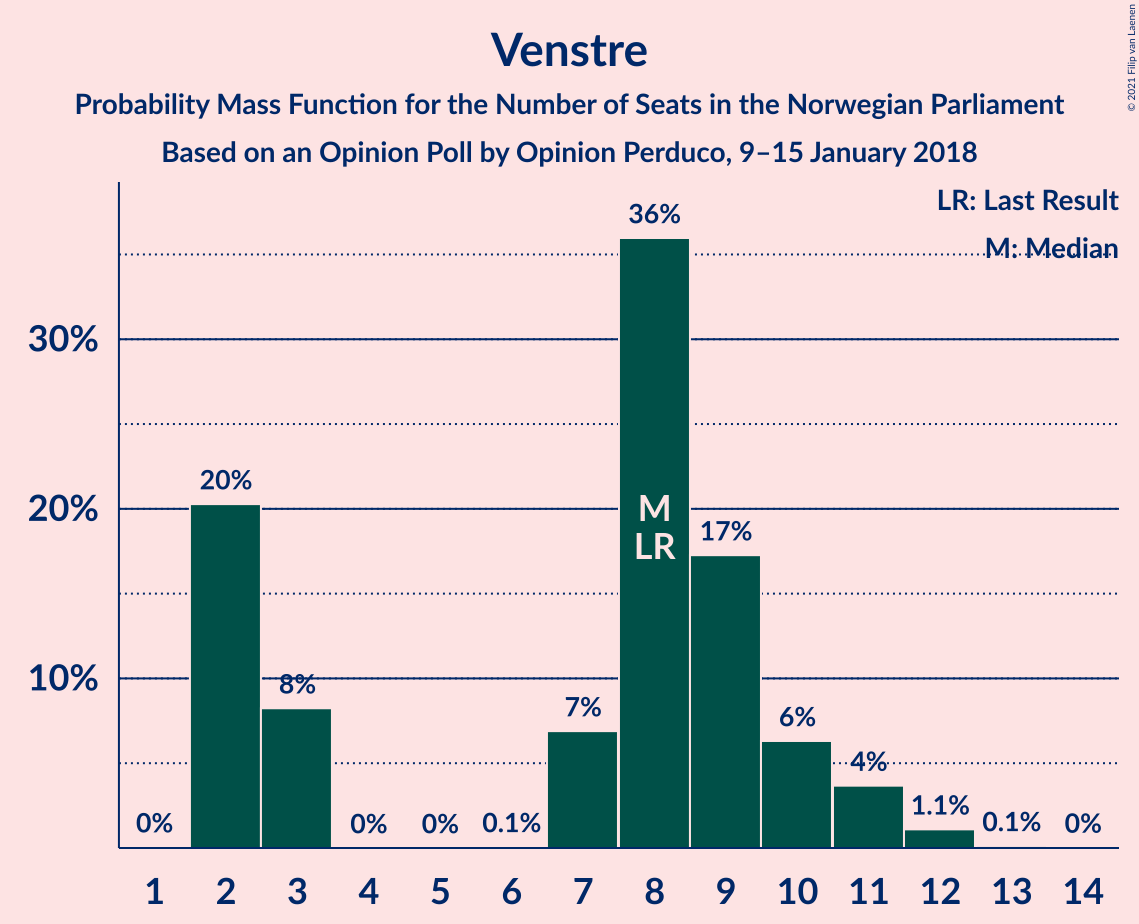 Venstre
Probability Mass Function for the Number of Seats in the Norwegian Parliament
Based on an Opinion Poll by Opinion Perduco, 9–15 January 2018
© 2021 Filip van Laenen
LR: Last Result
M: Median
30%
20%
10%
0%
20%
8%
0%
0%
0.1%
7%
36%
M
LR
17%
6%
4%
1.1%
0.1%
0%
1 2 3 4 5 6 7 8 9 10 11 12 13 14